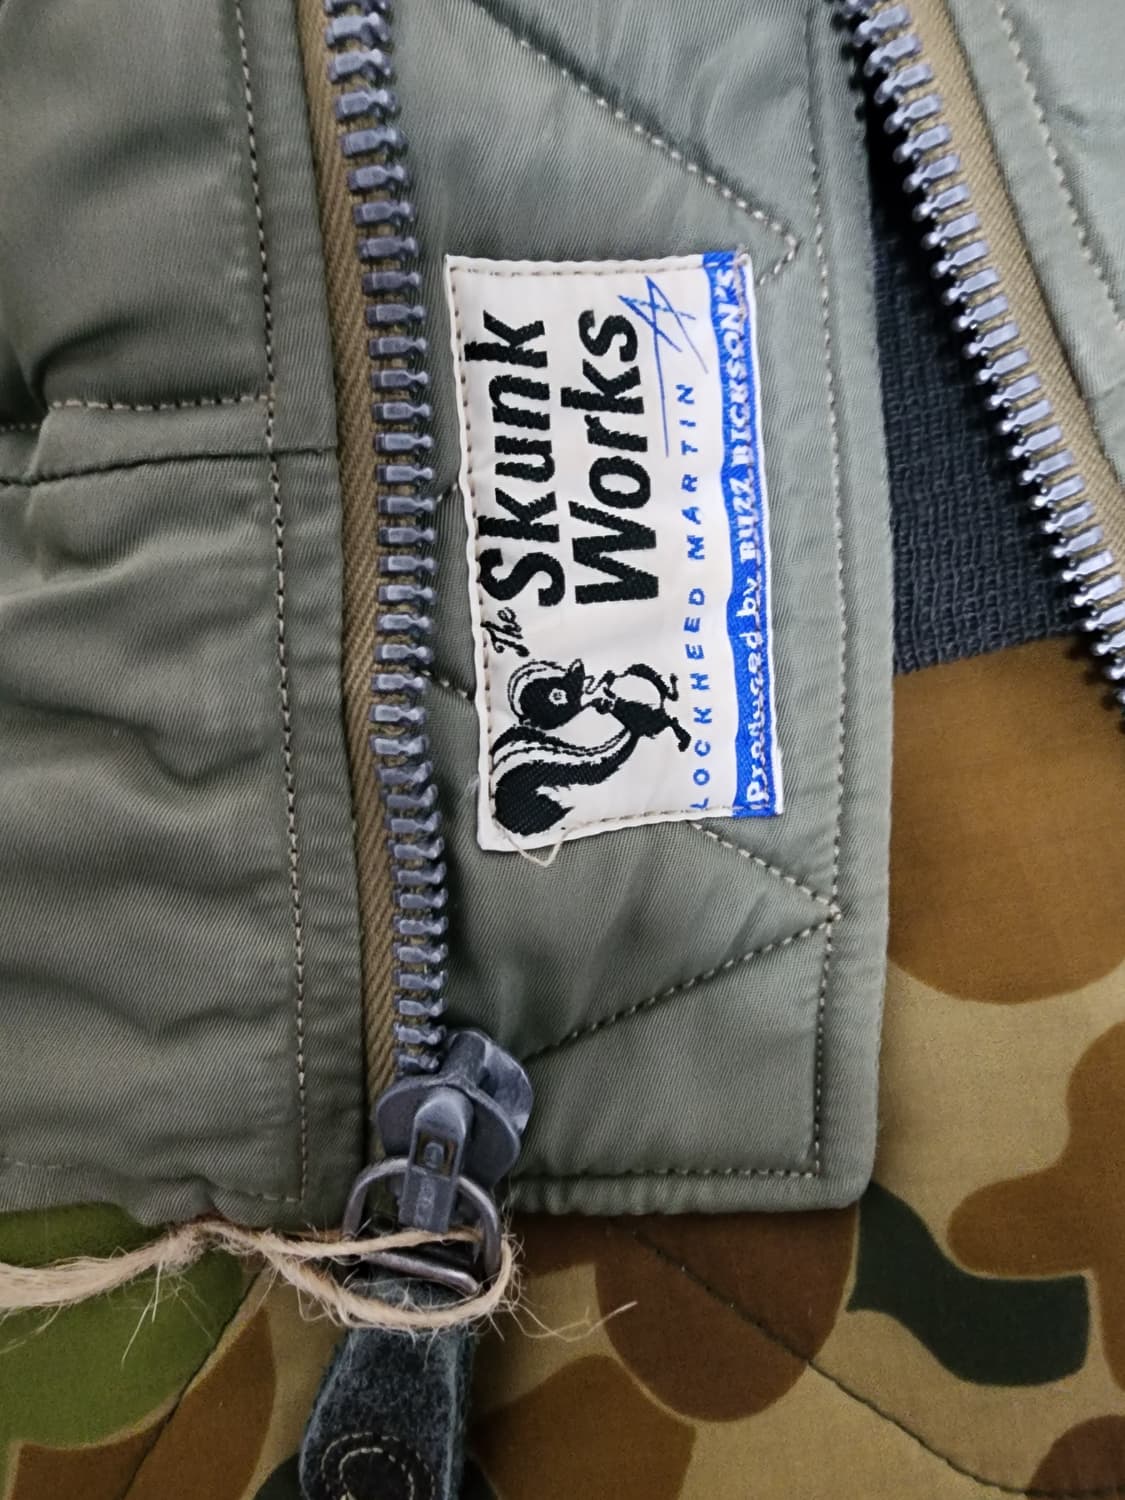 The Skunk
Works
LOCKHEED MARTIN
Produced by BUZZ RICKSON'S